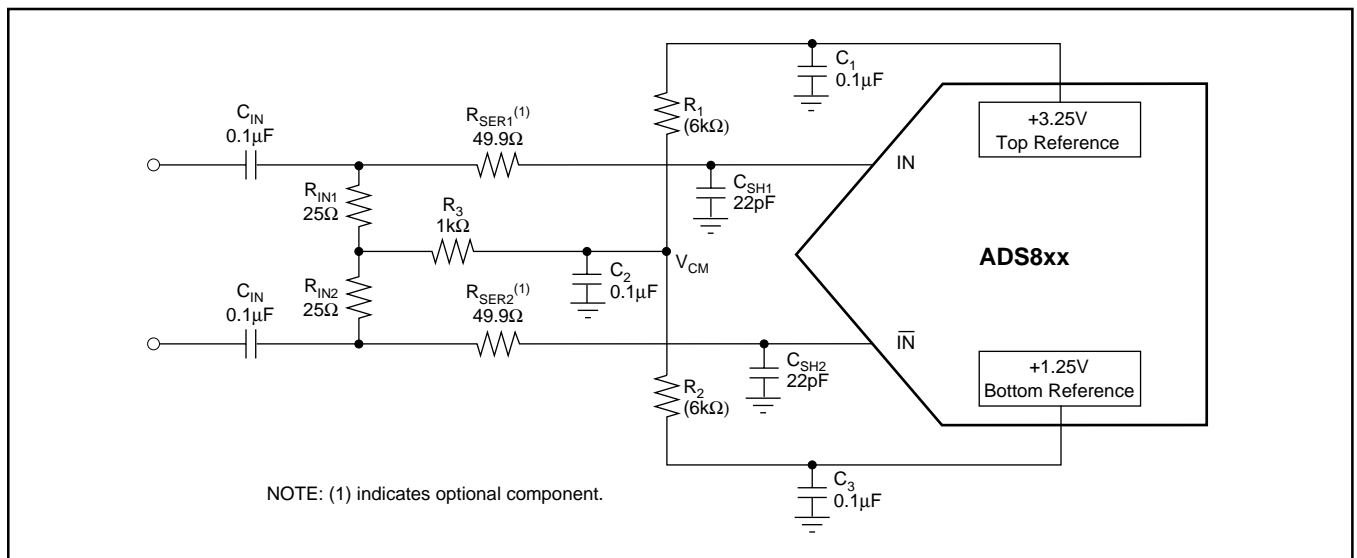 C1
0.1µF
CIN
0.1µF
RSER1(1)
49.9Ω
R1
(6kΩ)
+3.25V
Top Reference
IN
RIN1
25Ω
R3
1kΩ
CSH1
22pF
VCM
ADS8xx
C2
0.1µF
CIN
0.1µF
RIN2
25Ω
RSER2(1)
49.9Ω
IN
CSH2
22pF
+1.25V
Bottom Reference
R2
(6kΩ)
C3
0.1µF
NOTE: (1) indicates optional component.